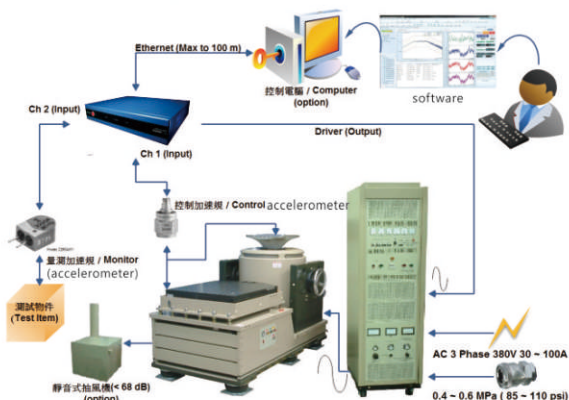 Ethernet (Max to 100 m)
控制電腦 / Computer
(option)
software
Ch 2 (Input)
Driver (Output)
Ch 1 (Input)
控制加速規 / Control accelerometer
量測加速規 / Monitor
(accelerometer)
測試物件
(Test Item)
靜音式抽風機(< 68 dB)
(option)
AC 3 Phase 380V 30 ~ 100A
0.4 ~ 0.6 MPa ( 85 ~ 110 psi)